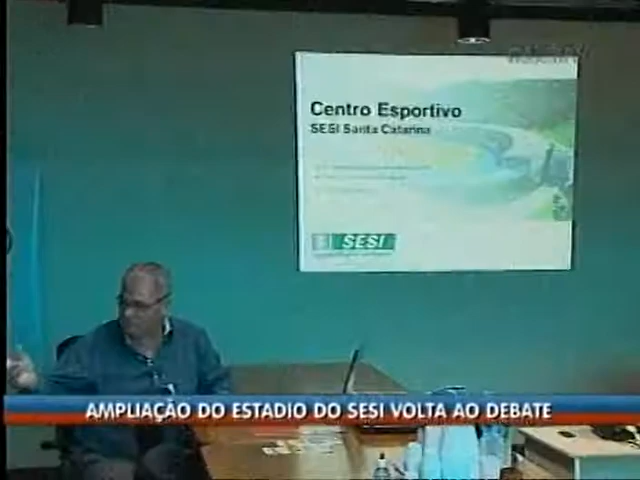 Centro Esportivo
SESI Santa Catarina
SESI
AMPLIAÇÃO DO ESTADIO DO SESI VOLTA AO DEBATE